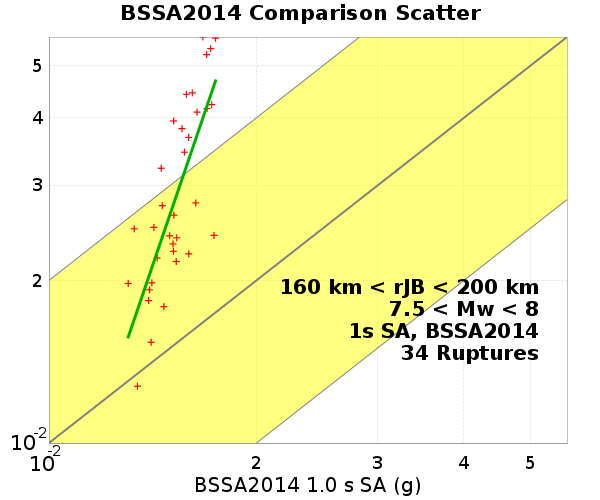 BSSA2014 Comparison Scatter
5
4
3
2
10-2
10-2
2
3
4
5
160 km < rJB < 200 km
7.5 < Mw < 8
1s SA, BSSA2014
34 Ruptures
BSSA2014 1.0 s SA (g)